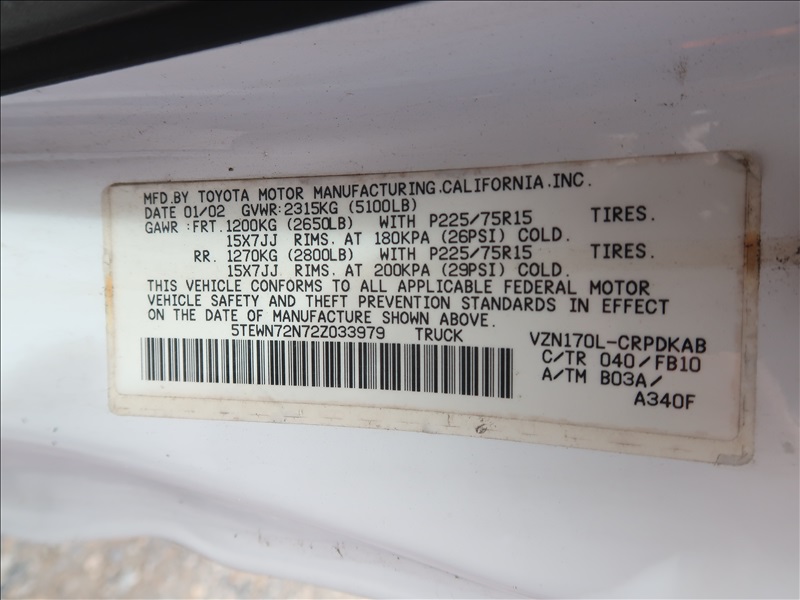 MFD.BY TOYOTA MOTOR MANUFACTURING.CALIFORNIA.INC.
DATE 01/02 GVWR:2315KG (5100LB)
GAWR :FRT.1200KG (2650LB) WITH P225/75R15 TIRES.
15X7JJ RIMS. AT 180KPA (26PSI) COLD.
RR. 1270KG (2800LB) WITH P225/75R15 TIRES.
15X7JJ RIMS. AT 200KPA (29PSI) COLD.
THIS VEHICLE CONFORMS TO ALL APPLICABLE FEDERAL MOTOR
VEHICLE SAFETY AND THEFT PREVENTION STANDARDS IN EFFECT
ON THE DATE OF MANUFACTURE SHOWN ABOVE.
5TEWN72N72Z033979 TRUCK VZN170L-CRPDKAB
C/TR 040/FB10
A/TM B03A/
A340F